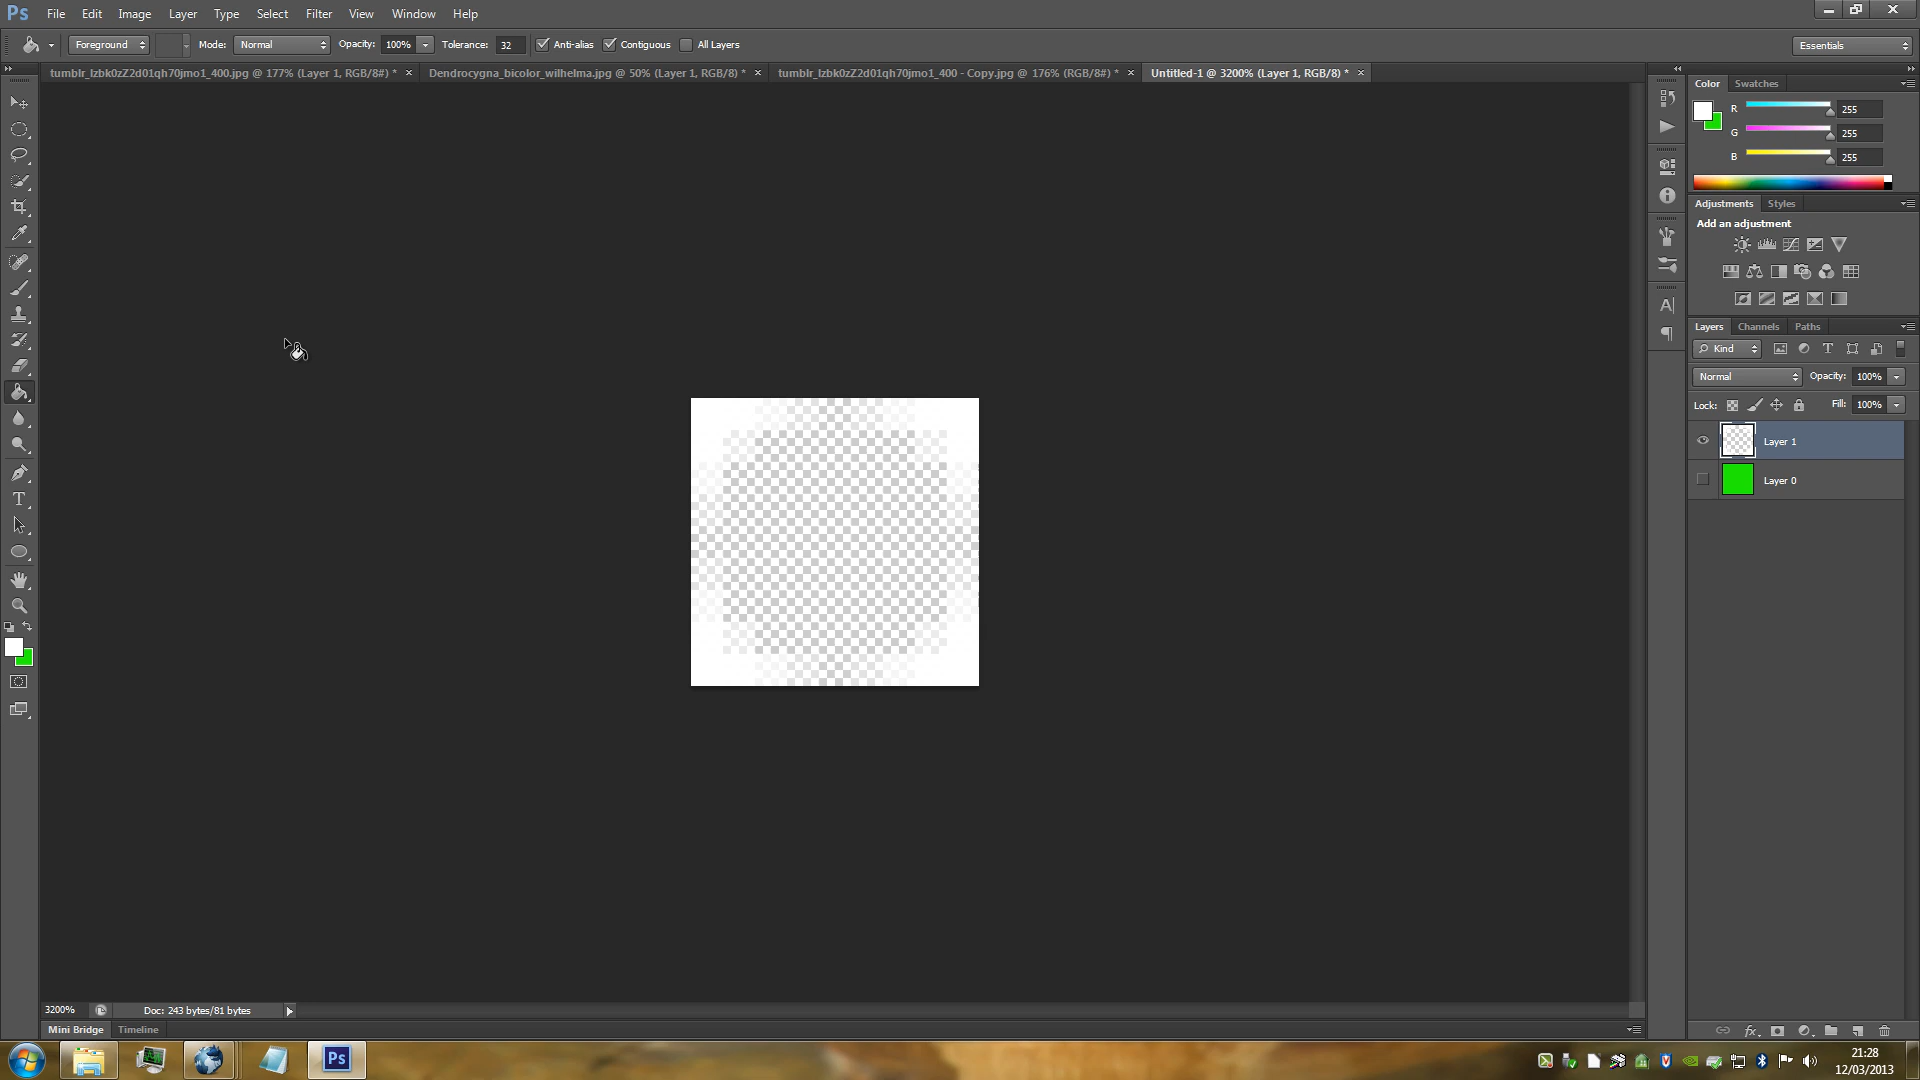 Ps File Edit Image Layer Type Select Filter View Window Help
Foreground Mode: Normal Opacity: 100% Tolerance: 32 Anti-alias Contiguous All Layers Essentials
tumblr_lzbk0zZ2d01qh70jmo1_400.jpg @ 177% (Layer 1, RGB/8#) * Dendrocygna_bicolor_wilhelma.jpg @ 50% (Layer 1, RGB/8) * tumblr_lzbk0zZ2d01qh70jmo1_400 - Copy.jpg @ 176% (RGB/8#) * Untitled-1 @ 3200% (Layer 1, RGB/8) *
Color Swatches
R 255
G 255
B 255
Adjustments Styles
Add an adjustment
Layers Channels Paths
Kind
Normal Opacity: 100%
Lock: Fill: 100%
Layer 1
Layer 0
3200% Doc: 243 bytes/81 bytes
Mini Bridge Timeline
Ps
21:28
12/03/2013